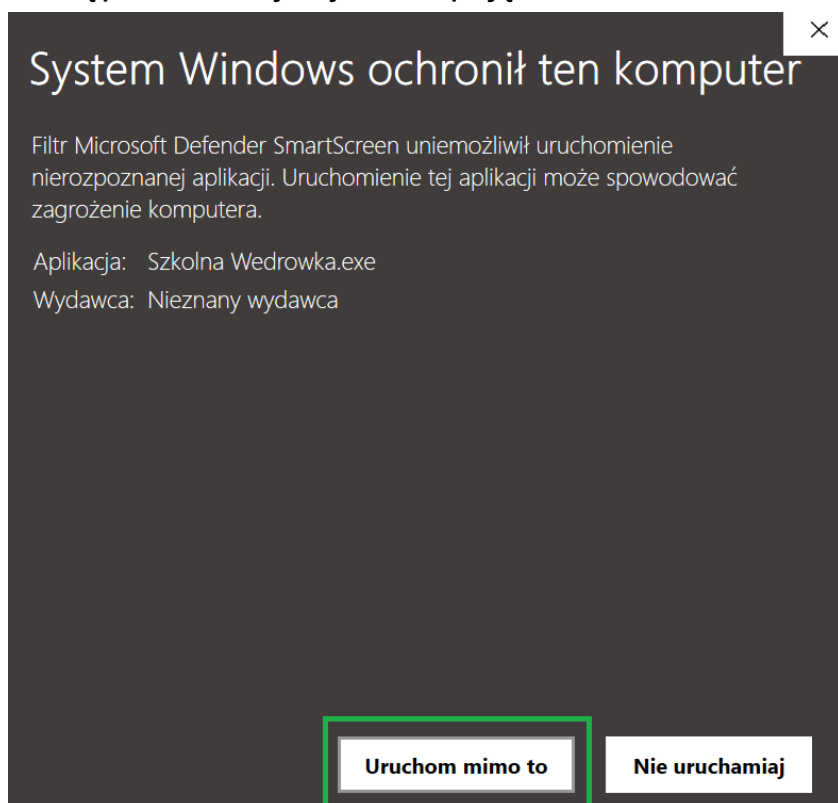 System Windows ochronił ten komputer
Filtr Microsoft Defender SmartScreen uniemożliwił uruchomienie
nierozpoznanej aplikacji. Uruchomienie tej aplikacji może spowodować
zagrożenie komputera.
Aplikacja: Szkolna Wedrowka.exe
Wydawca: Nieznany wydawca
Uruchom mimo to
Nie uruchamiaj